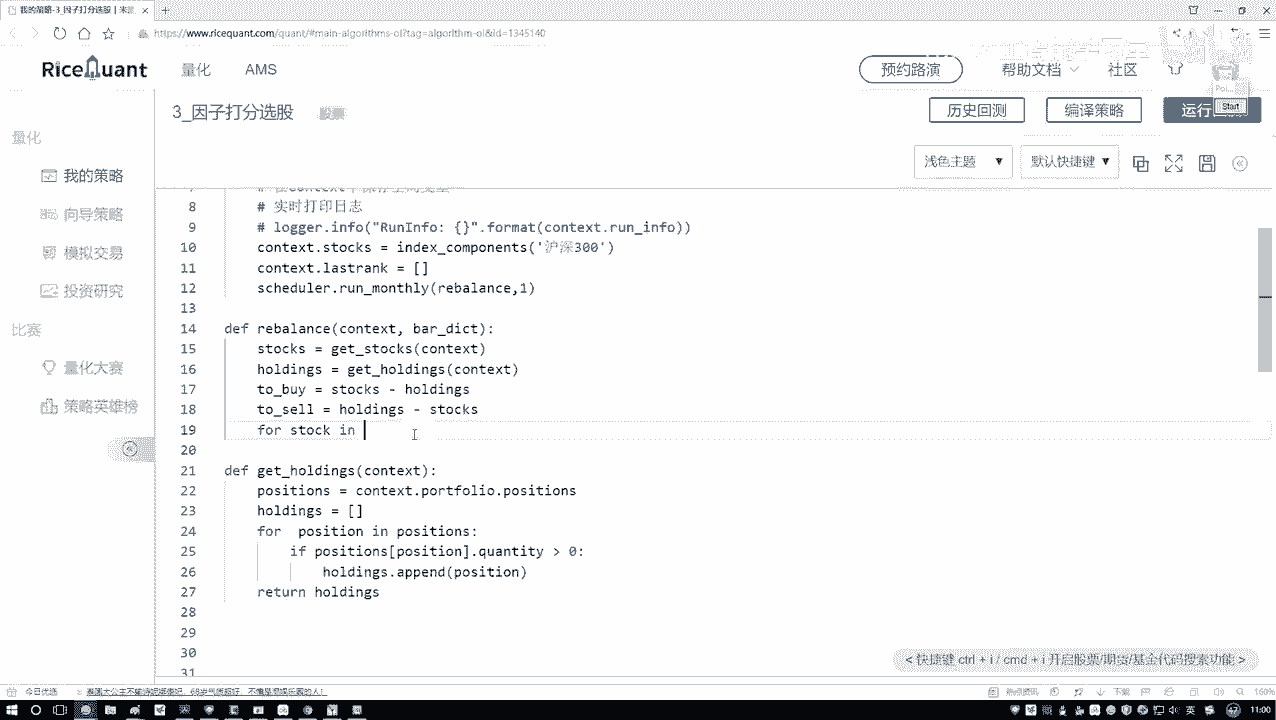 我的策略-3_因子打分选股
https://www.ricequant.com/quant/#main-algorithms-ol?tag=algorithm-ol&id=1345140
RiceQuant
量化
AMS
预约路演
帮助文档
社区
3_因子打分选股
股票
历史回测
编译策略
运行
Start
浅色主题
默认快捷键
量化
我的策略
向导策略
模拟交易
投资研究
比赛
量化大赛
策略英雄榜
8 # 实时打印日志
9 # logger.info("RunInfo: {}".format(context.run_info))
10 context.stocks = index_components('沪深300')
11 context.lastrank = []
12 scheduler.run_monthly(rebalance,1)
13
14 def rebalance(context, bar_dict):
15 stocks = get_stocks(context)
16 holdings = get_holdings(context)
17 to_buy = stocks - holdings
18 to_sell = holdings - stocks
19 for stock in
20
21 def get_holdings(context):
22 positions = context.portfolio.positions
23 holdings = []
24 for  position in positions:
25 if positions[position].quantity > 0:
26 holdings.append(position)
27 return holdings
28
29
30
31
< 快捷键 ctrl + i / cmd + i 开启股票/期货/基金代码搜索功能 >
今日优选
下载
160%
英
11:00